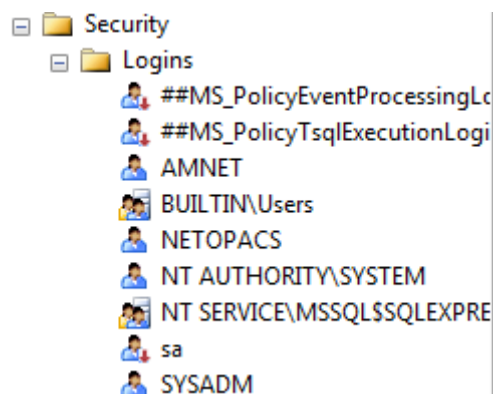 Security
Logins
##MS_PolicyEventProcessingLo
##MS_PolicyTsqlExecutionLogi
AMNET
BUILTIN\Users
NETOPACS
NT AUTHORITY\SYSTEM
NT SERVICE\MSSQL$SQLEXPRE
sa
SYSADM